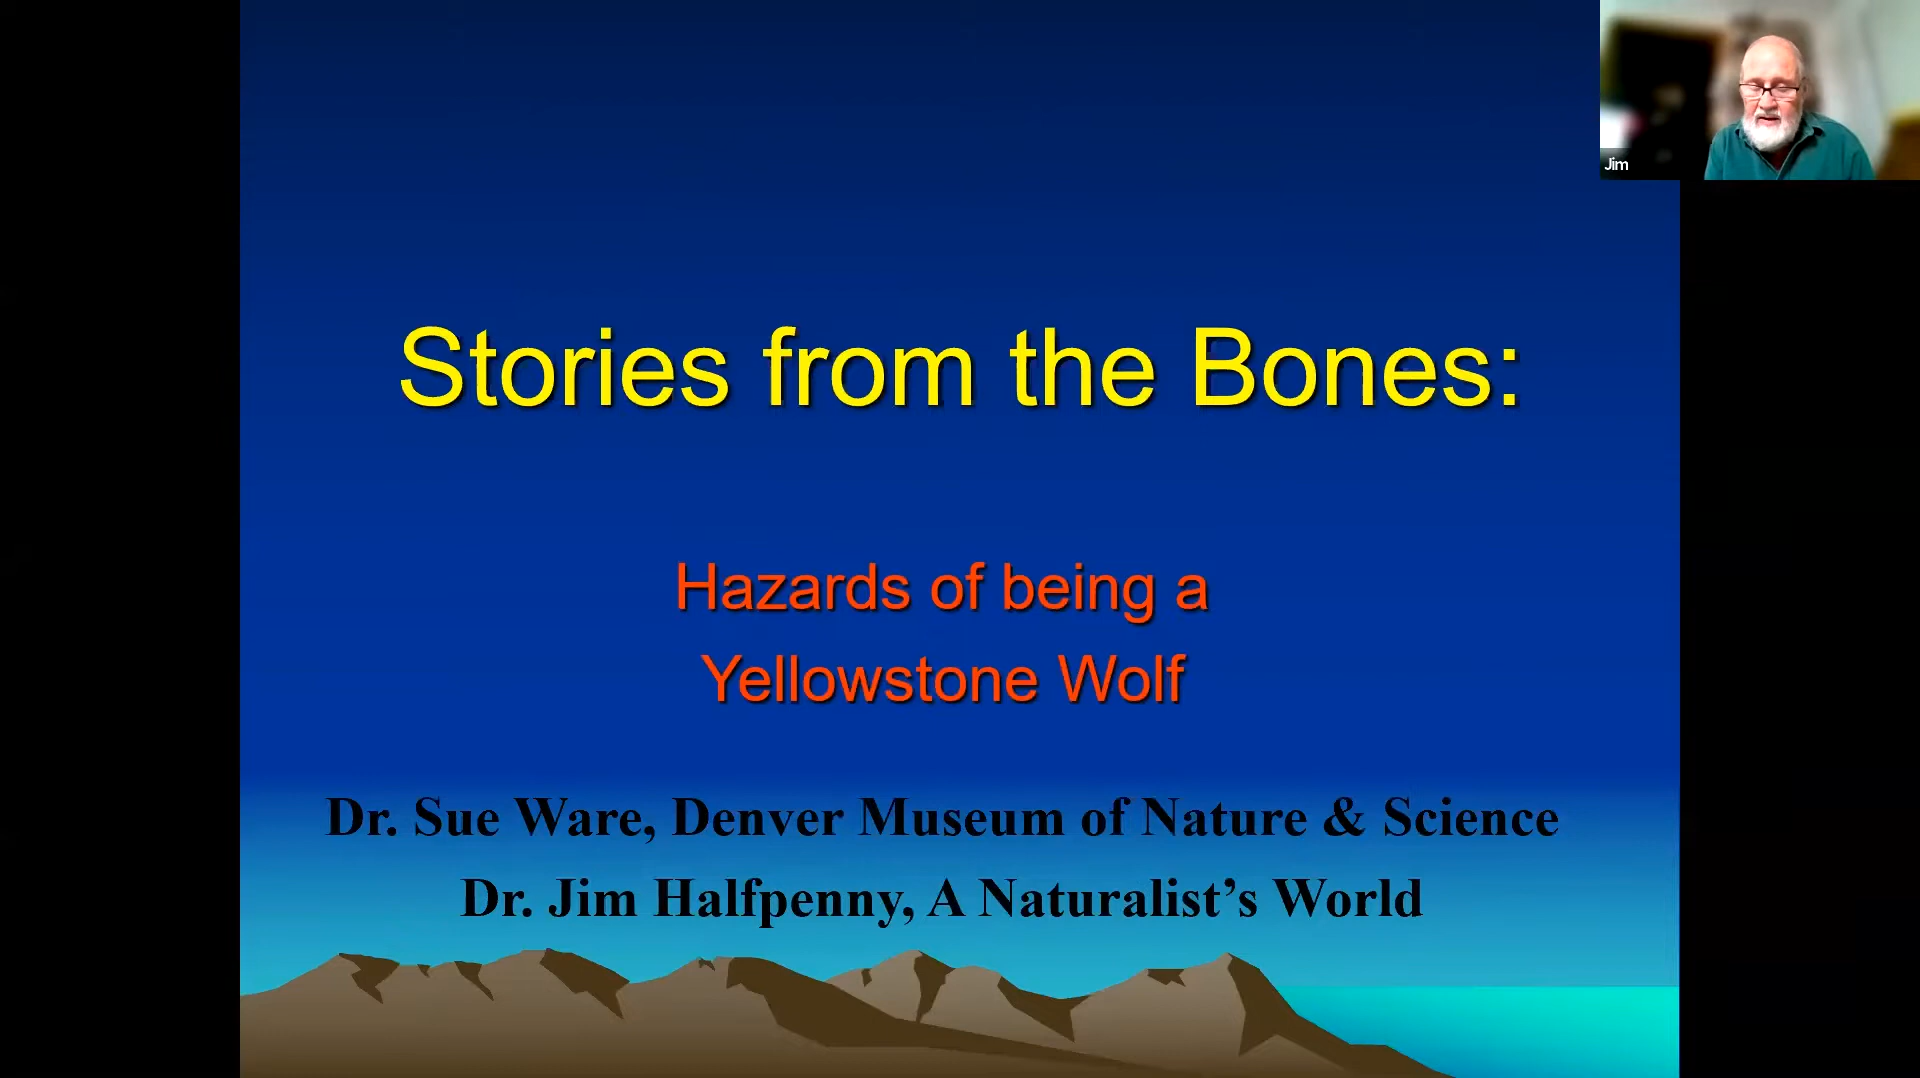 Jim
Stories from the Bones:
Hazards of being a
Yellowstone Wolf
Dr. Sue Ware, Denver Museum of Nature & Science
Dr. Jim Halfpenny, A Naturalist’s World